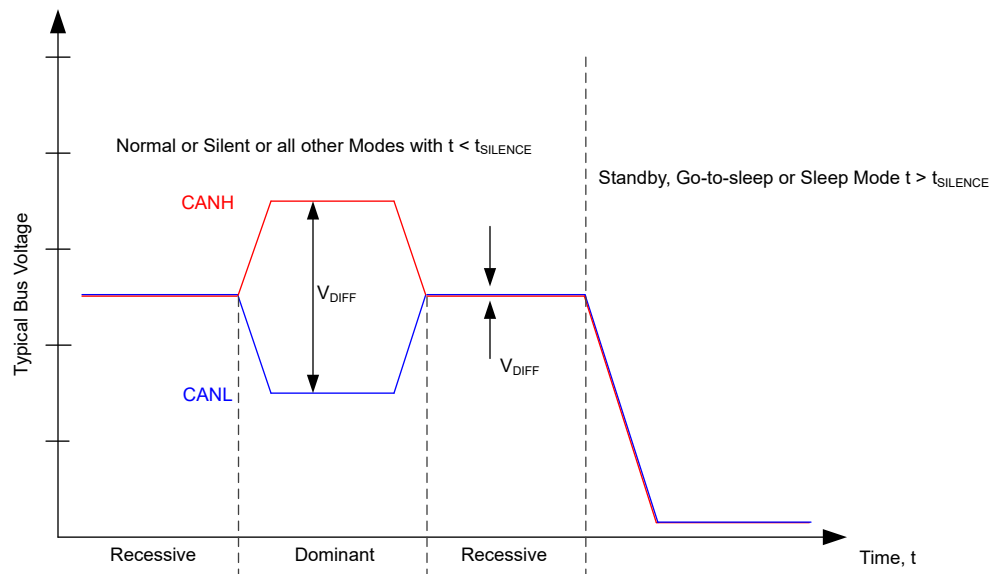 Normal or Silent or all other Modes with t < tSILENCE
Standby, Go-to-sleep or Sleep Mode t > tSILENCE
CANH
Typical Bus Voltage
VDIFF
VDIFF
CANL
Recessive
Dominant
Recessive
Time, t